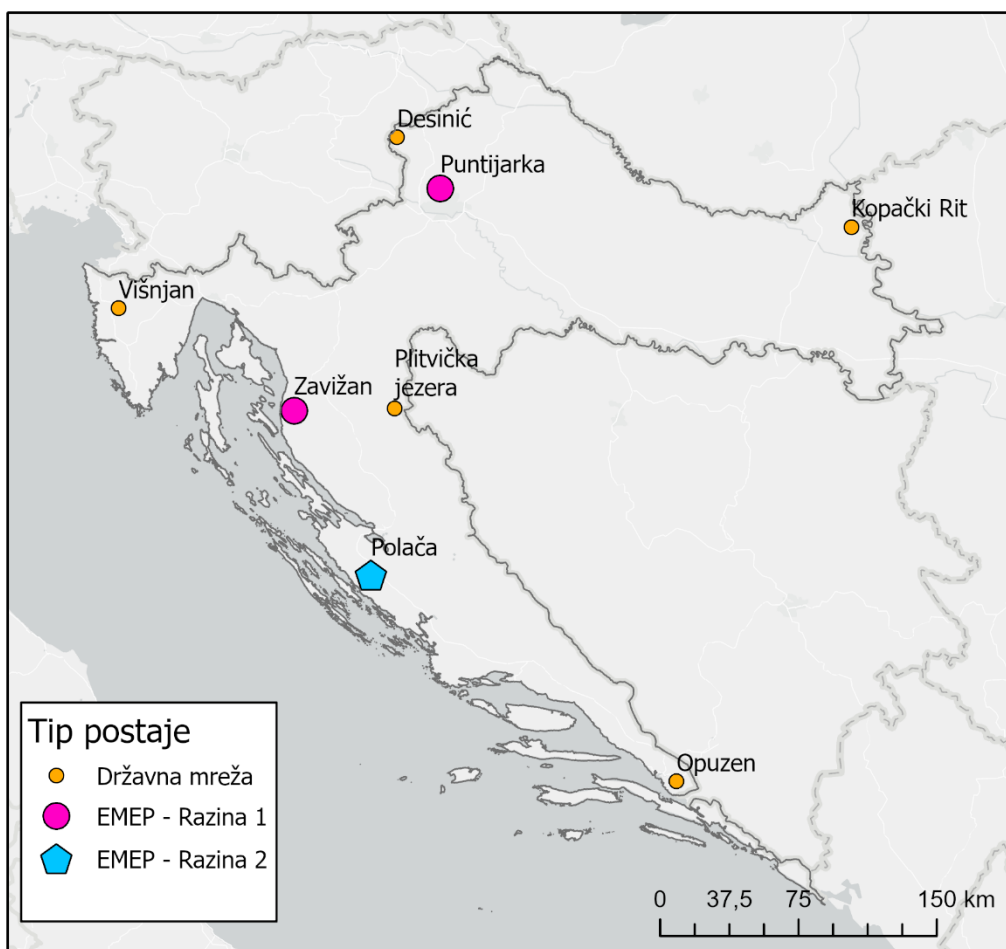 Desinić
Puntijarka
Kopački Rit
Višnjan
Plitvička
jezera
Zavižan
Polača
Opuzen
Tip postaje
Državna mreža
EMEP - Razina 1
EMEP - Razina 2
0 37,5 75 150 km